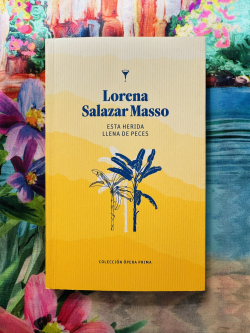 Lorena
Salazar Masso
ESTA HERIDA
LLENA DE PECES
COLECCIÓN ÓPERA PRIMA